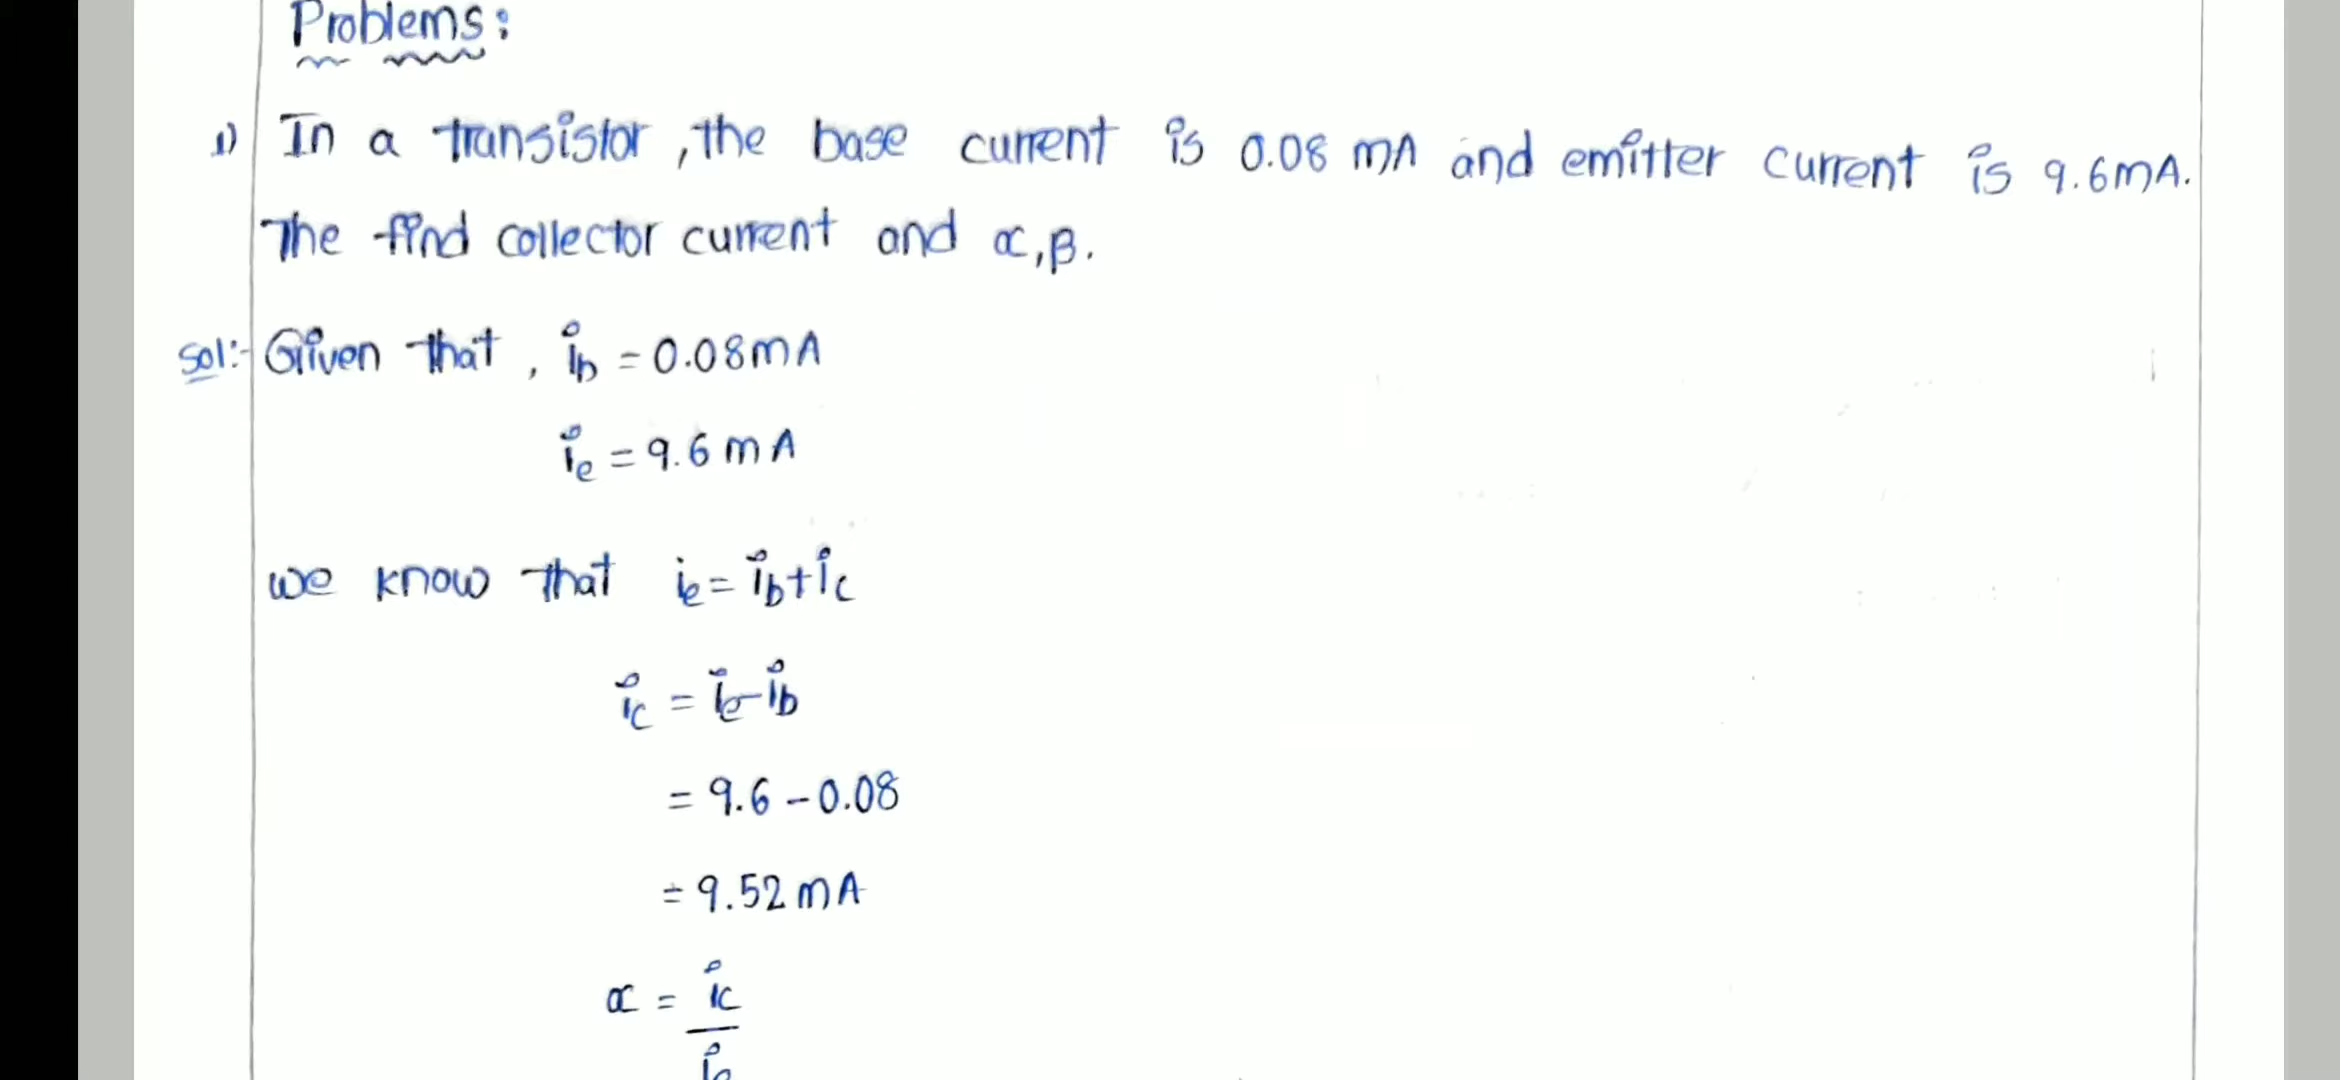 Problems:
1) In a transistor, the base current is 0.08 mA and emitter current is 9.6mA.
The find collector current and α,β.
Sol:- Given that, ib = 0.08mA
ie = 9.6 mA
we know that ie = ib+ic
ic = ie-ib
= 9.6 - 0.08
= 9.52 mA
α = ic
ie